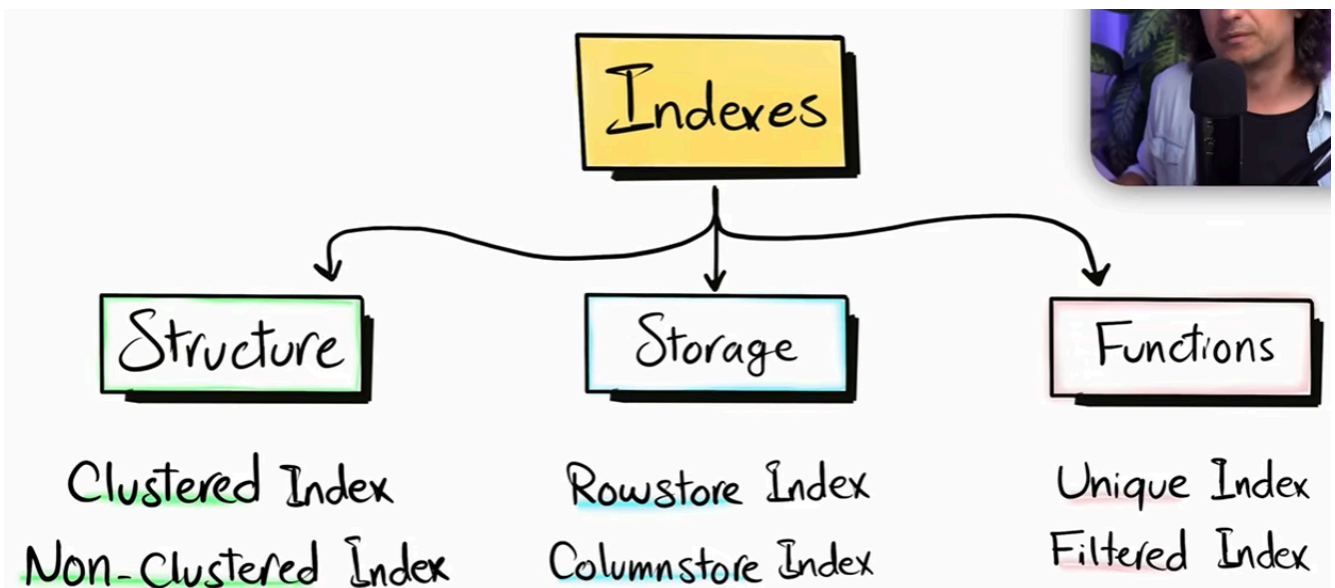 Indexes
Structure
Storage
Functions
Clustered Index
Rowstore Index
Unique Index
Non-Clustered Index
Columnstore Index
Filtered Index